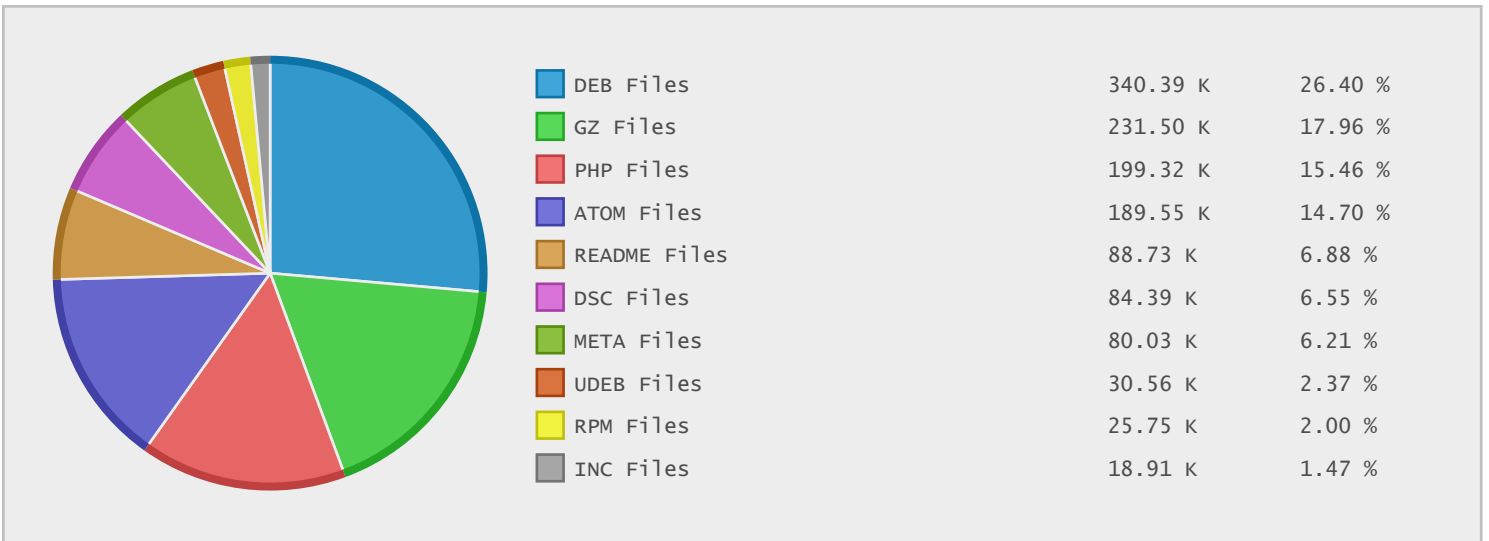 DEB Files 340.39 K 26.40 %
GZ Files 231.50 K 17.96 %
PHP Files 199.32 K 15.46 %
ATOM Files 189.55 K 14.70 %
README Files 88.73 K 6.88 %
DSC Files 84.39 K 6.55 %
META Files 80.03 K 6.21 %
UDEB Files 30.56 K 2.37 %
RPM Files 25.75 K 2.00 %
INC Files 18.91 K 1.47 %